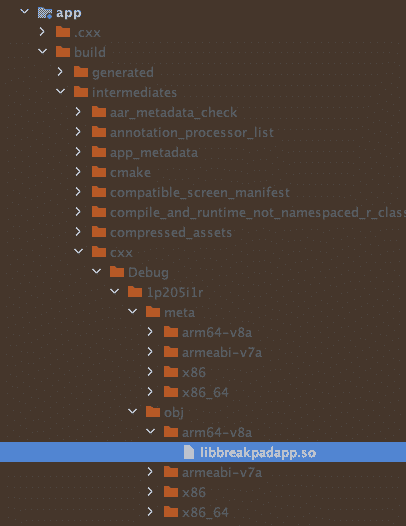 app
.cxx
build
generated
intermediates
aar_metadata_check
annotation_processor_list
app_metadata
cmake
compatible_screen_manifest
compile_and_runtime_not_namespaced_r_class
compressed_assets
cxx
Debug
1p205i1r
meta
arm64-v8a
armeabi-v7a
x86
x86_64
obj
arm64-v8a
libbreakpadapp.so
armeabi-v7a
x86
x86_64